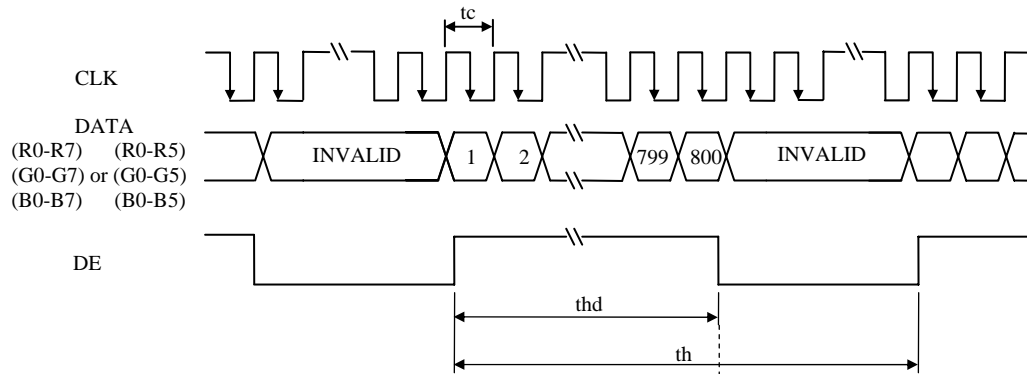 tc
CLK
DATA
(R0-R7) (R0-R5)
(G0-G7) or (G0-G5)
(B0-B7) (B0-B5)
INVALID 1 2 799 800 INVALID
DE
thd
th